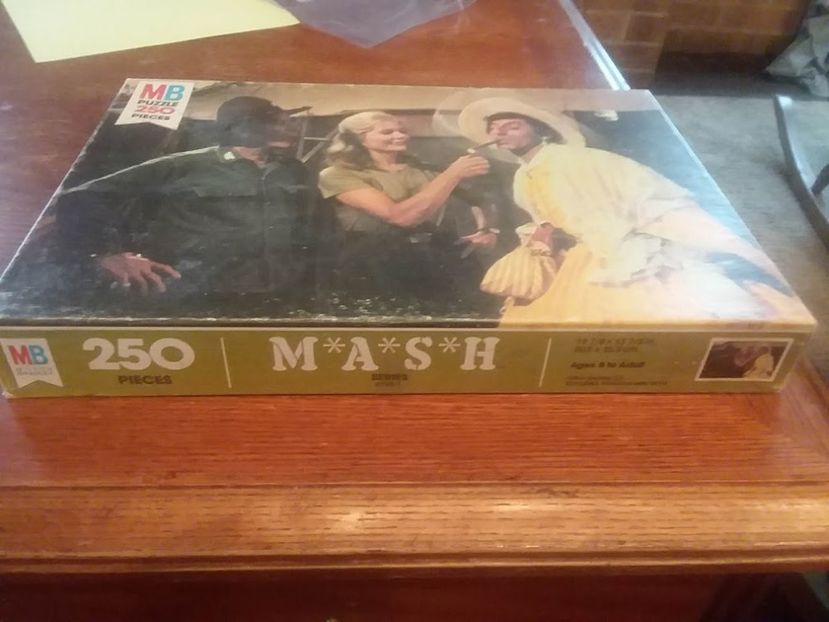 MB
PUZZLE
250
PIECES
MB
250
PIECES
M*A*S*H
SERIES
Ages 8 to Adult